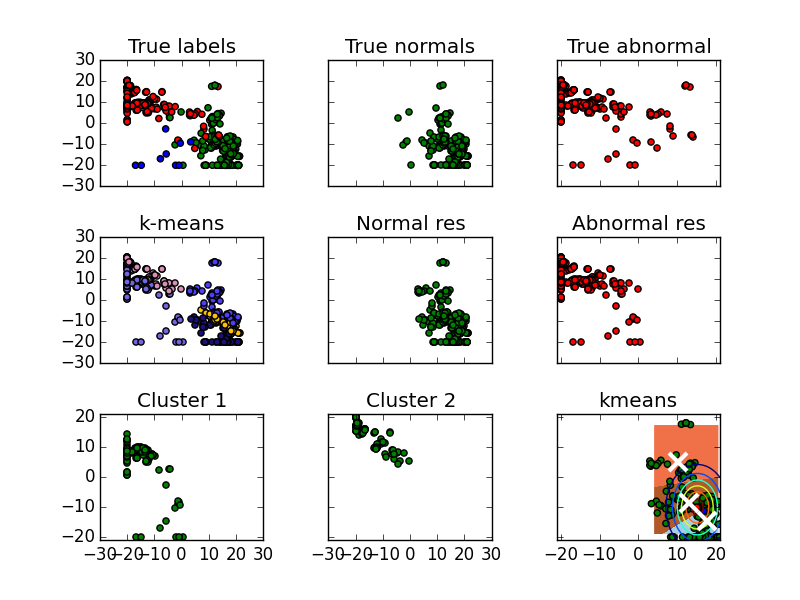 True labels
True normals
True abnormal
30
20
10
0
−10
−20
−30
k-means
Normal res
Abnormal res
30
20
10
0
−10
−20
−30
Cluster 1
Cluster 2
kmeans
20
10
0
−10
−20
−30 −20 −10 0 10 20 30
−30 −20 −10 0 10 20 30
−20 −10 0 10 20